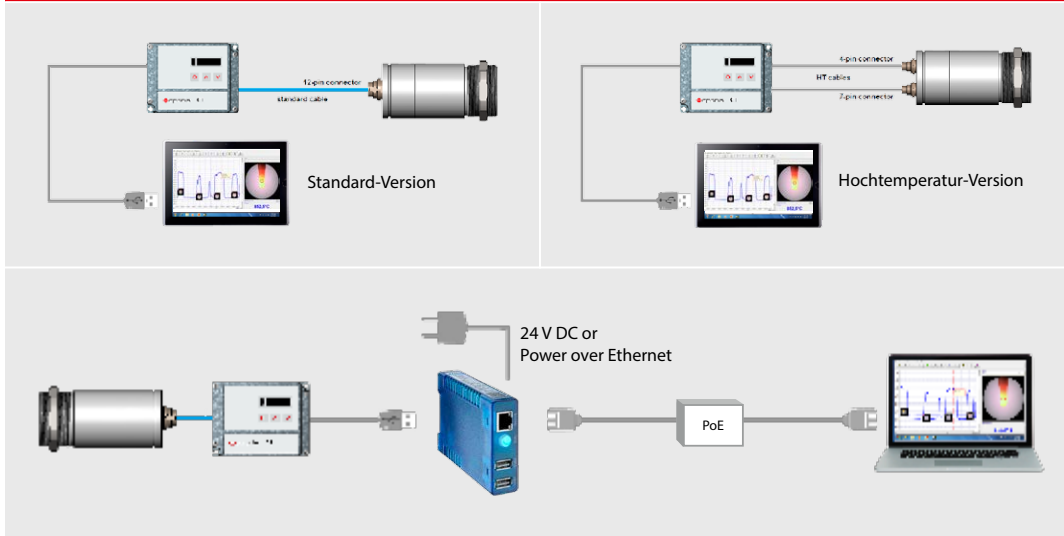 12-pin connector
standard cable
Standard-Version
4-pin connector
HT cables
7-pin connector
Hochtemperatur-Version
24 V DC or
Power over Ethernet
PoE